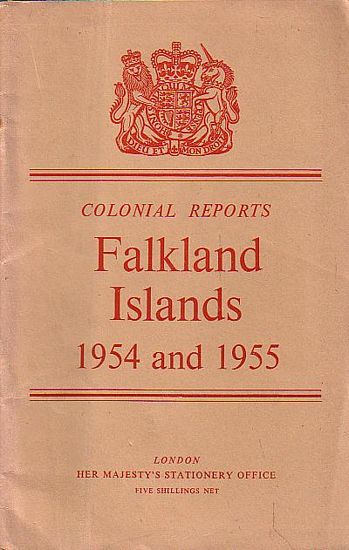 DIEU ET MON DROIT
COLONIAL REPORTS
Falkland
Islands
1954 and 1955
LONDON
HER MAJESTY'S STATIONERY OFFICE
FIVE SHILLINGS NET